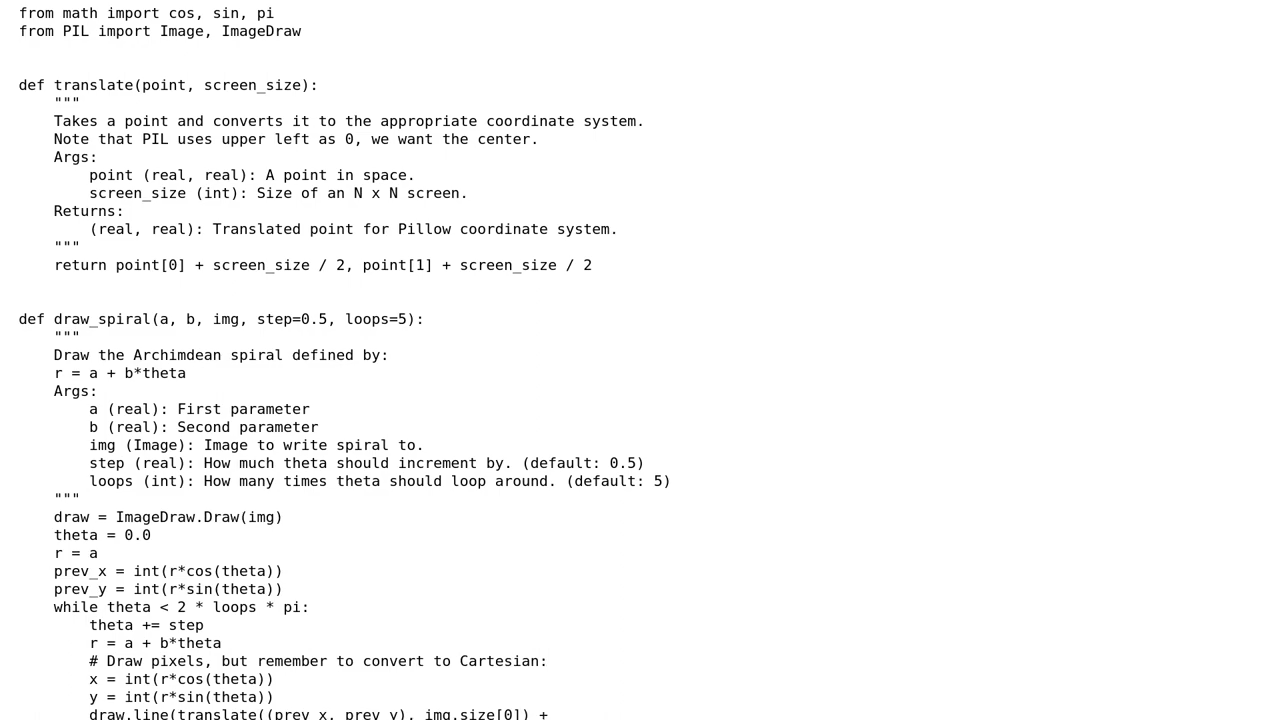 from math import cos, sin, pi
from PIL import Image, ImageDraw


def translate(point, screen_size):
    """
    Takes a point and converts it to the appropriate coordinate system.
    Note that PIL uses upper left as 0, we want the center.
    Args:
        point (real, real): A point in space.
        screen_size (int): Size of an N x N screen.
    Returns:
        (real, real): Translated point for Pillow coordinate system.
    """
    return point[0] + screen_size / 2, point[1] + screen_size / 2


def draw_spiral(a, b, img, step=0.5, loops=5):
    """
    Draw the Archimdean spiral defined by:
    r = a + b*theta
    Args:
        a (real): First parameter
        b (real): Second parameter
        img (Image): Image to write spiral to.
        step (real): How much theta should increment by. (default: 0.5)
        loops (int): How many times theta should loop around. (default: 5)
    """
    draw = ImageDraw.Draw(img)
    theta = 0.0
    r = a
    prev_x = int(r*cos(theta))
    prev_y = int(r*sin(theta))
    while theta < 2 * loops * pi:
        theta += step
        r = a + b*theta
        # Draw pixels, but remember to convert to Cartesian:
        x = int(r*cos(theta))
        y = int(r*sin(theta))
        draw.line(translate((prev_x, prev_y), img.size[0]) +